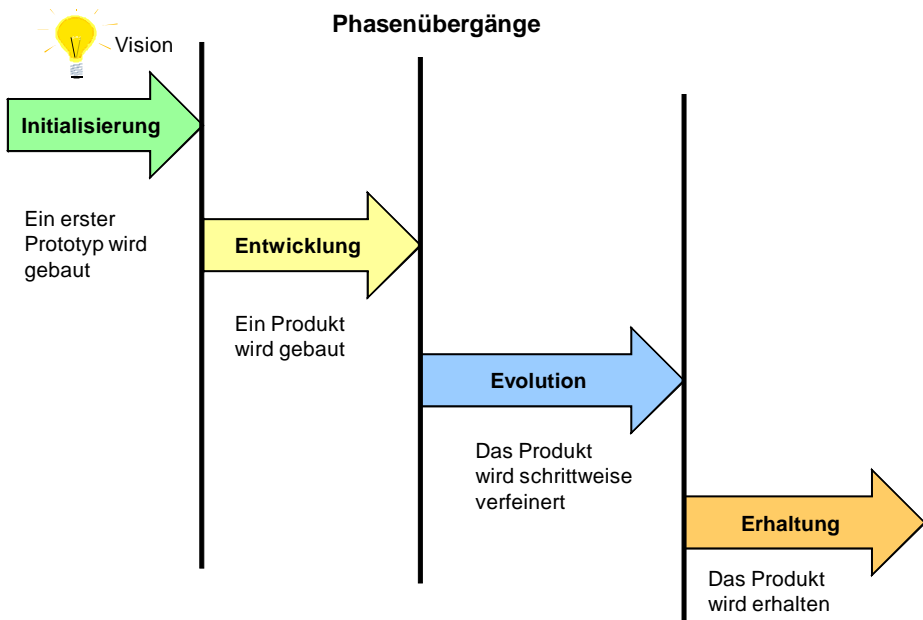 Phasenübergänge
Vision
Initialisierung
Ein erster
Prototyp wird
gebaut
Entwicklung
Ein Produkt
wird gebaut
Evolution
Das Produkt
wird schrittweise
verfeinert
Erhaltung
Das Produkt
wird erhalten